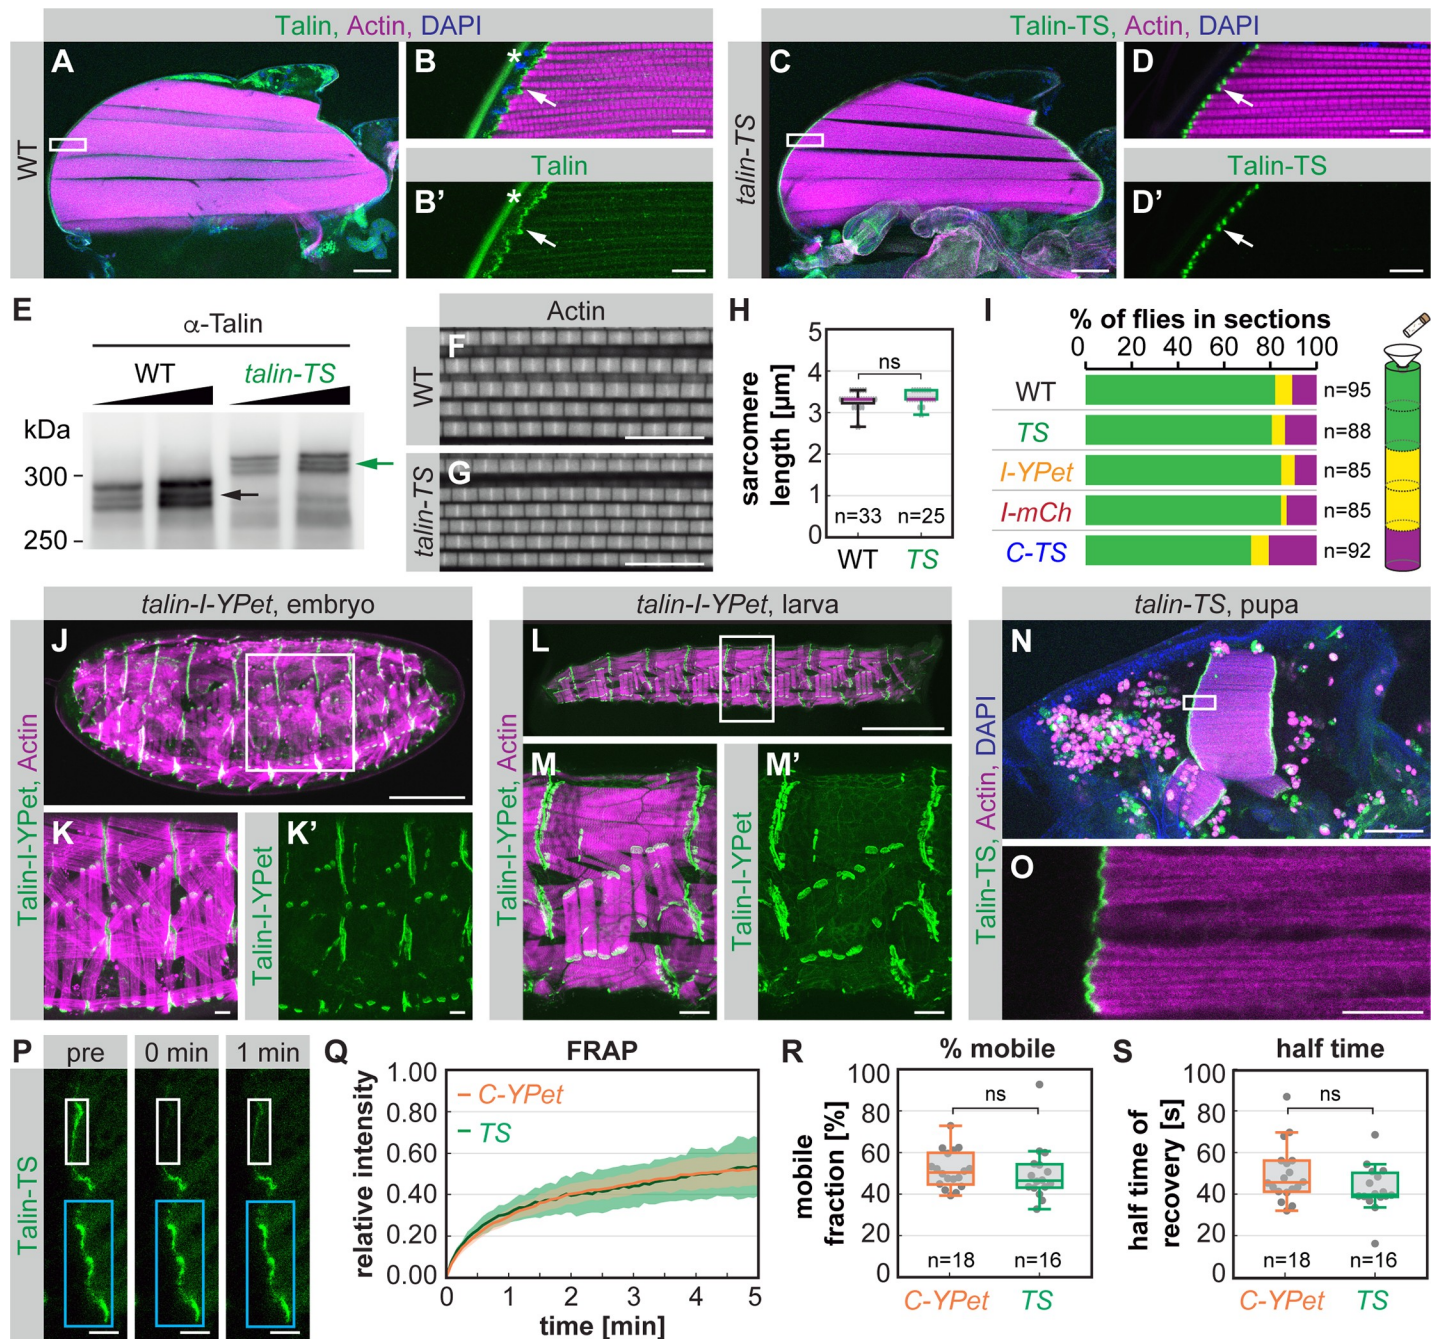 Talin, Actin, DAPI
Talin-TS, Actin, DAPI
WT
A
B
*
B’
Talin
*
talin-TS
C
D
D’
Talin-TS
E
α-Talin
WT
talin-TS
kDa
300
250
Actin
WT
F
talin-TS
G
H
sarcomere
length [µm]
5
4
3
2
1
0
ns
n=33
n=25
WT
TS
I
% of flies in sections
0 20 40 60 80 100
WT
n=95
TS
n=88
I-YPet
n=85
I-mCh
n=85
C-TS
n=92
talin-I-YPet, embryo
Talin-I-YPet, Actin
J
K
K’
Talin-I-YPet
talin-I-YPet, larva
Talin-I-YPet, Actin
L
M
M’
Talin-I-YPet
talin-TS, pupa
Talin-TS, Actin, DAPI
N
O
P
pre
0 min
1 min
Talin-TS
Q
FRAP
relative intensity
1.00
0.80
0.60
0.40
0.20
0.00
C-YPet
TS
0 1 2 3 4 5
time [min]
R
% mobile
mobile
fraction [%]
100
80
60
40
20
0
ns
n=18
n=16
C-YPet
TS
S
half time
half time of
recovery [s]
100
80
60
40
20
0
ns
n=18
n=16
C-YPet
TS